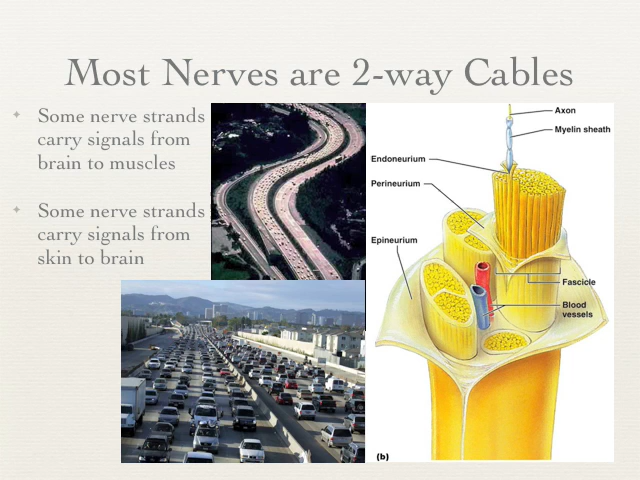 Most Nerves are 2-way Cables
Some nerve strands
carry signals from
brain to muscles
Some nerve strands
carry signals from
skin to brain
Axon
Myelin sheath
Endoneurium
Perineurium
Epineurium
Fascicle
Blood
vessels
(b)